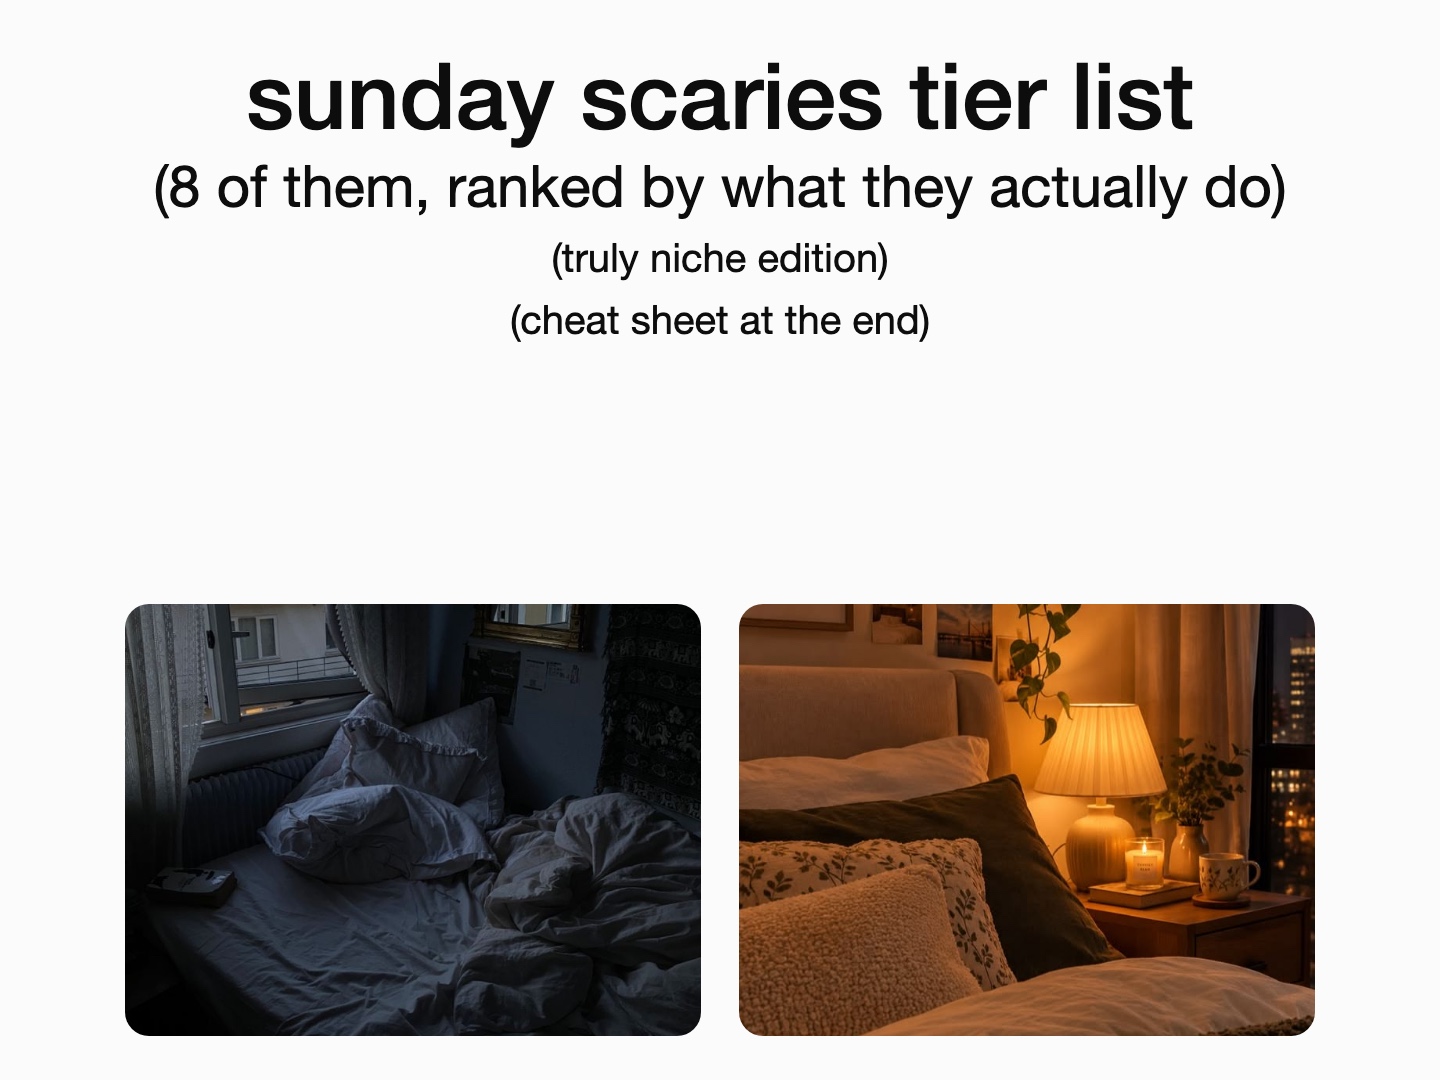 sunday scaries tier list
(8 of them, ranked by what they actually do)
(truly niche edition)
(cheat sheet at the end)